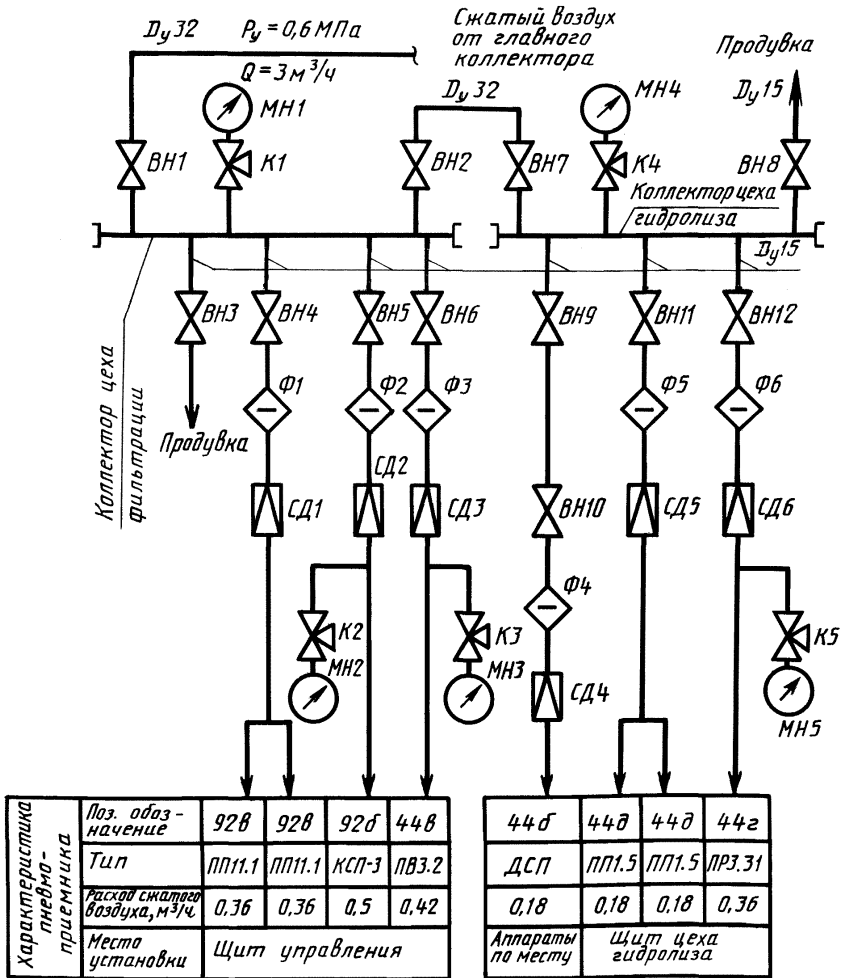 Dу 32 Pу = 0,6 МПа
Q = 3 м³/ч
Сжатый воздух
от главного
коллектора
Продувка
МН1
Dу 32
МН4
Dу 15
ВН1
К1
ВН2
ВН7
К4
ВН8
Коллектор цеха
гидролиза
Dу15
ВН3
ВН4
ВН5
ВН6
ВН9
ВН11
ВН12
Ф1
Ф2
Ф3
Ф5
Ф6
Продувка
Коллектор цеха
фильтрации
СД1
СД2
СД3
ВН10
СД5
СД6
Ф4
К2
К3
К5
МН2
МН3
СД4
МН5
Характеристика
пневмо-
приемника
Поз. обоз-
начение
92в 92в 92б 44в 44б 44д 44д 44г
Тип ПП11.1 ПП11.1 КСП-3 ПВ3.2 ДСП ПП1.5 ПП1.5 ПР3.31
Расход сжатого
воздуха, м³/ч
0,36 0,36 0,5 0,42 0,18 0,18 0,18 0,36
Место
установки
Щит управления
Аппараты
по месту
Щит цеха
гидролиза